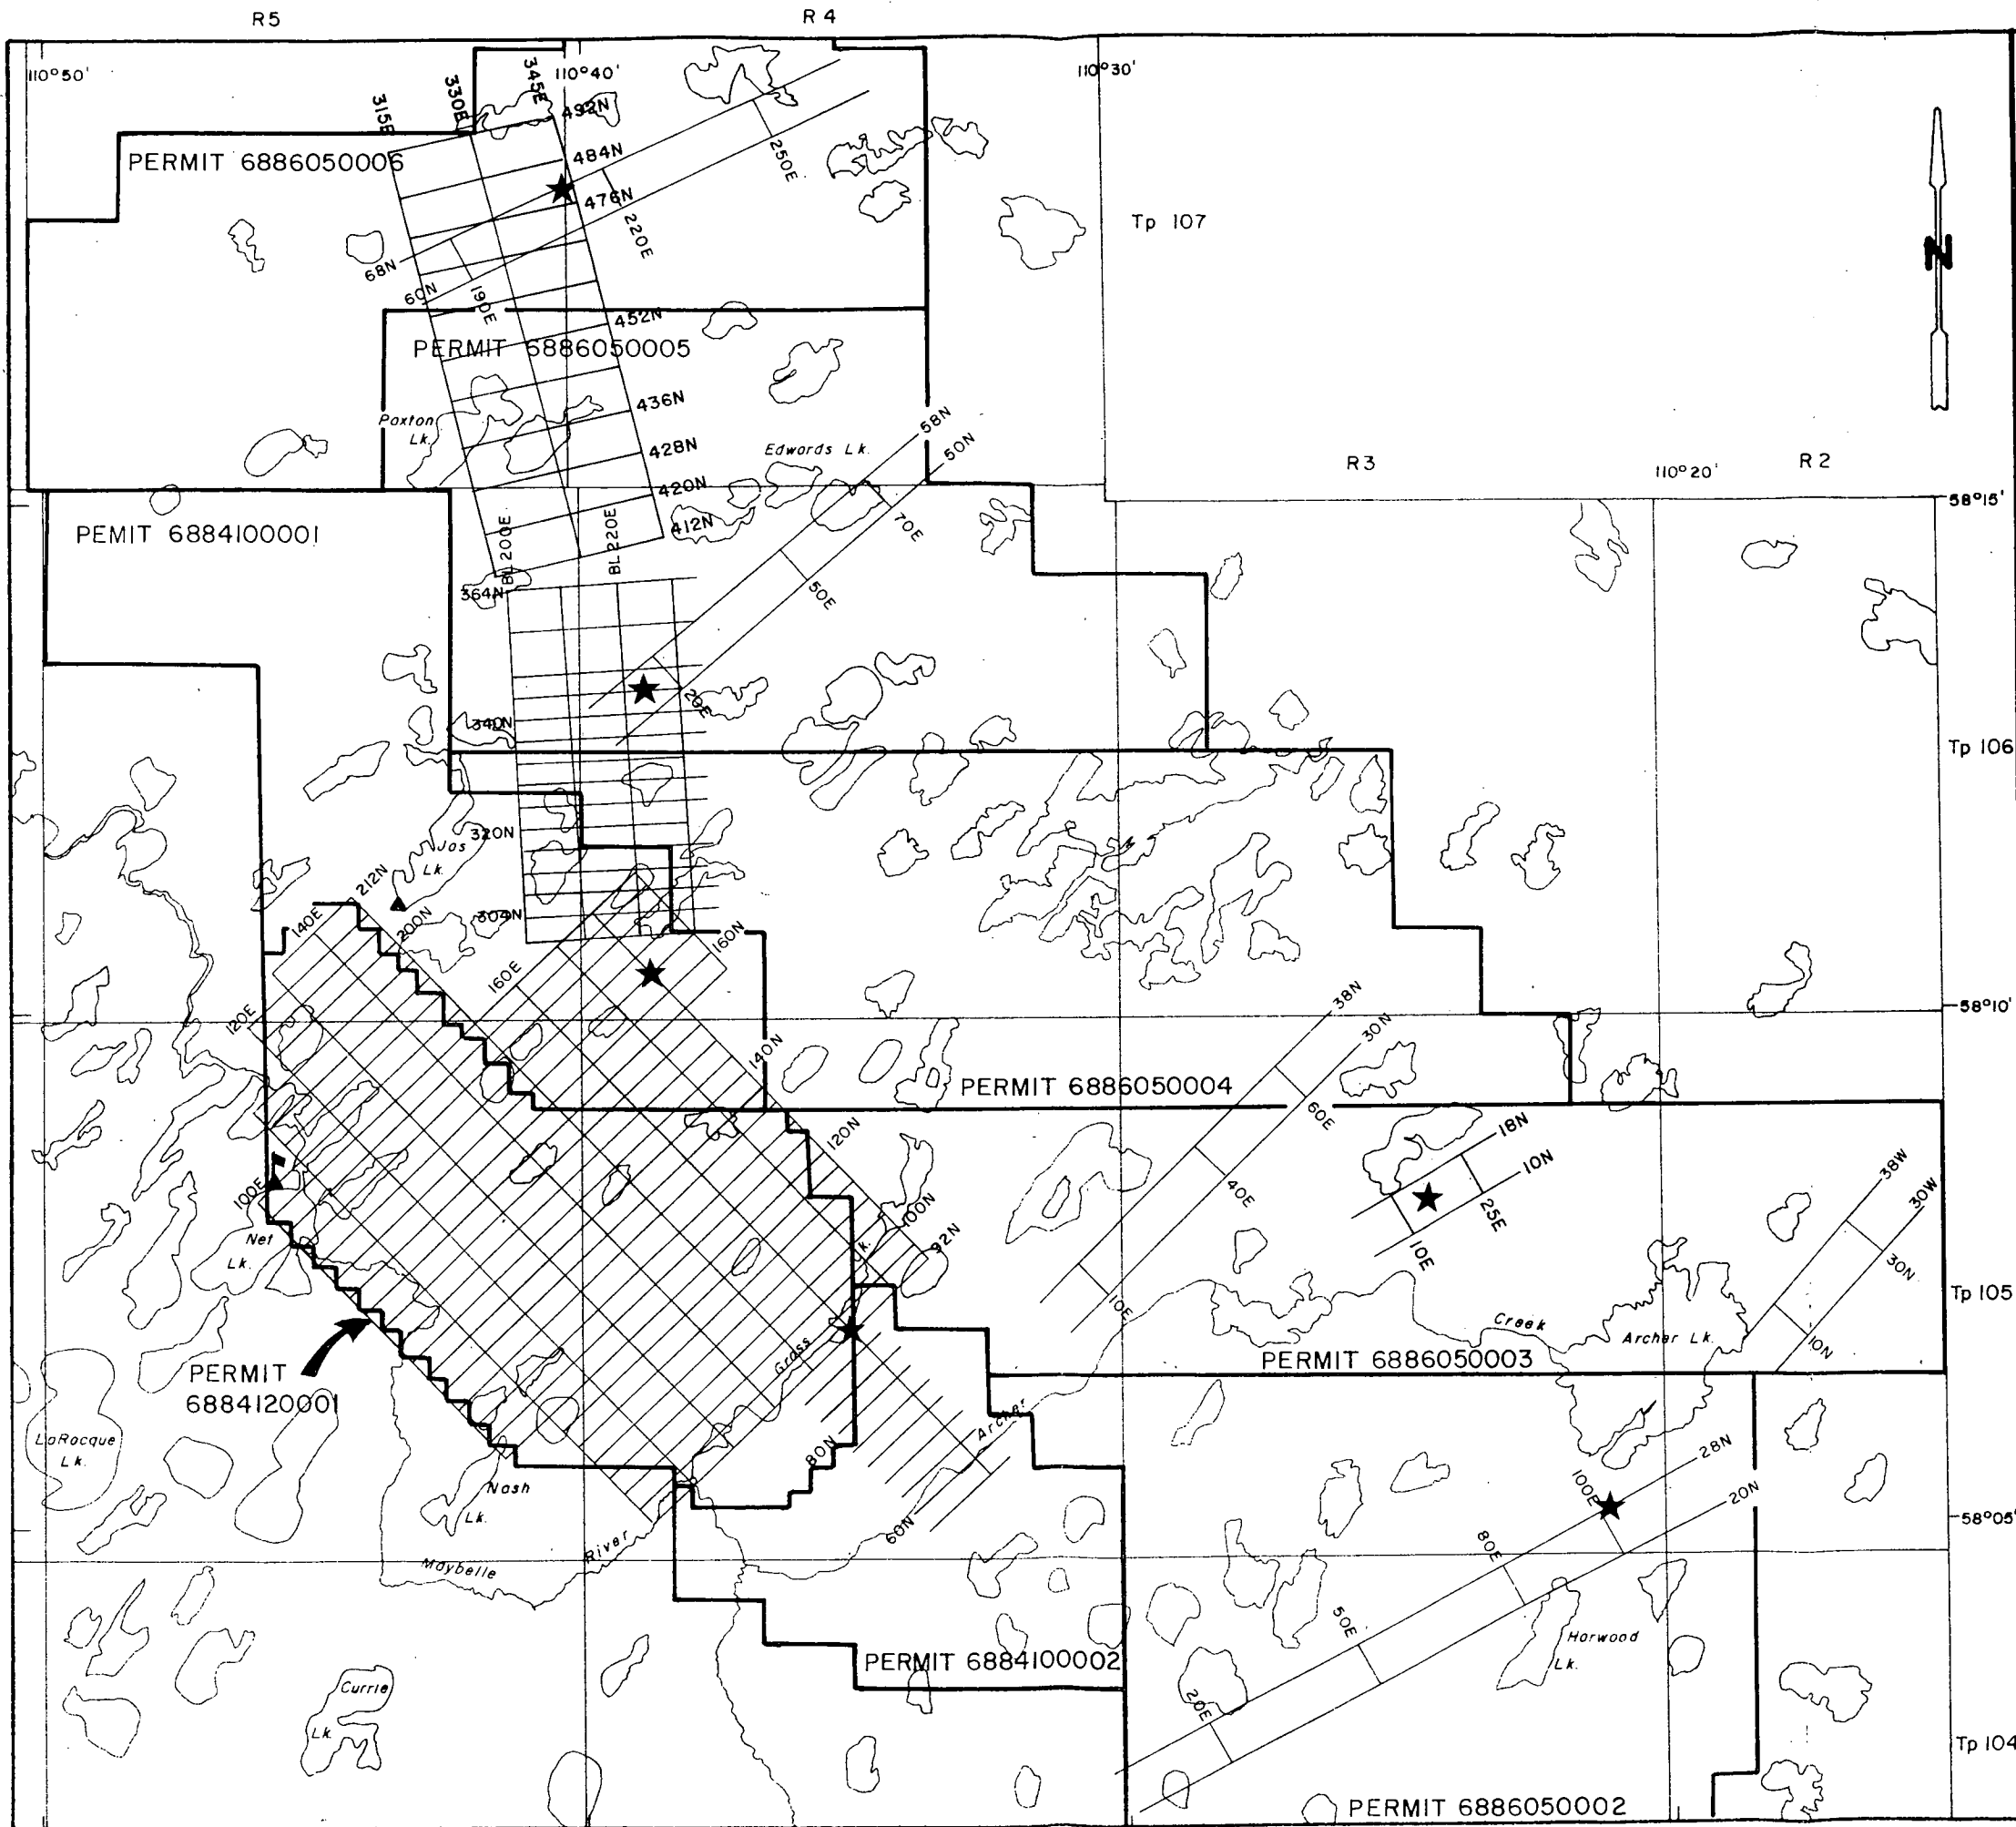 R5
R 4
110°50'
110°40'
110°30'
315E
330E
345E
492N
484N
476N
250E
220E
PERMIT 6886050006
Tp 107
N
68N
60N
190E
452N
PERMIT 6886050005
436N
Paxton
Lk.
428N
Edwards Lk.
58N
50N
R3
110°20'
R 2
58°15'
420N
412N
BL 200E
BL 220E
70E
PEMIT 6884100001
364N
50E
20E
340N
Tp 106
320N
Jos
Lk.
212N
200N
304N
140E
160N
160E
120E
38N
30N
58°10'
140N
PERMIT 6886050004
60E
120N
18N
10N
40E
25E
38W
30W
100E
100N
92N
Net
Lk.
10E
10E
30N
Tp 105
Lk.
Creek
Archer Lk.
10N
Grass
PERMIT 6886050003
PERMIT
6884120001
Archer
LaRocque
Lk.
80N
28N
Nash
Lk.
100E
20N
58°05'
60N
River
Maybelle
80E
50E
Harwood
Lk.
PERMIT 6884100002
Currie
Lk.
20E
Tp 104
PERMIT 6886050002